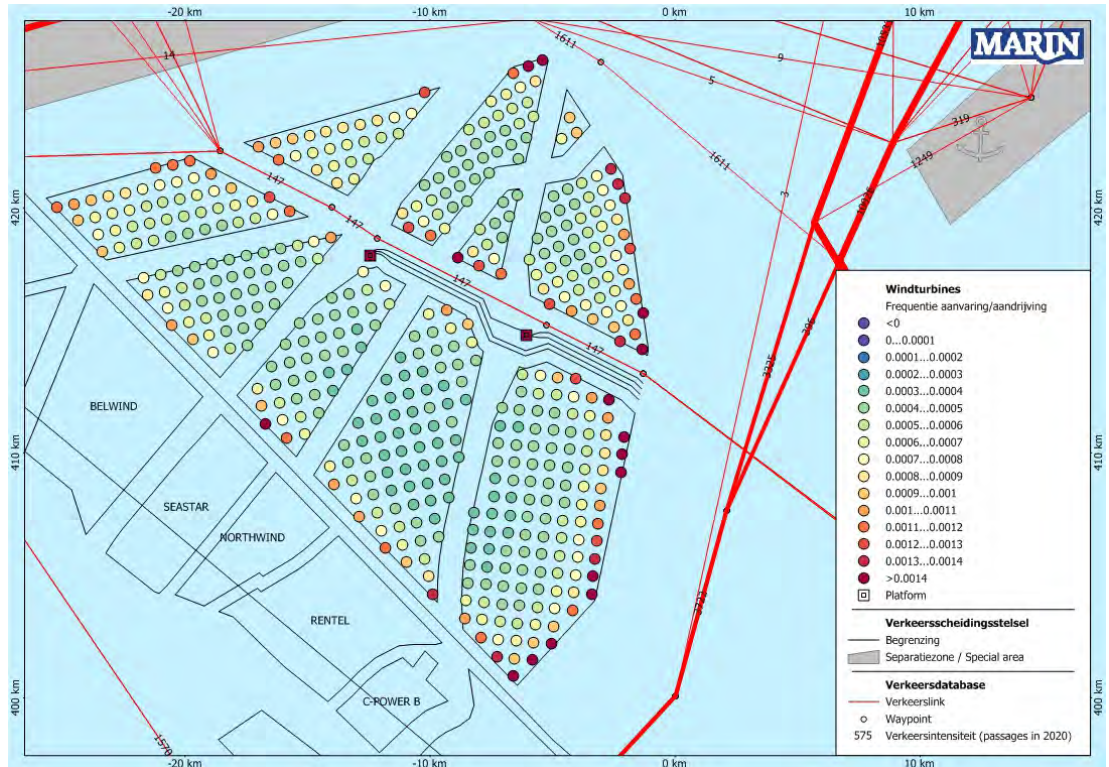 -20 km
-10 km
0 km
10 km
MARIN
14
1611
5
9
319
1249
1611
3
420 km
420 km
147
147
147
147
3325
395
3723
410 km
410 km
400 km
400 km
BELWIND
SEASTAR
NORTHWIND
RENTEL
C-POWER B
1570
Windturbines
Frequentie aanvaring/aandrijving
<0
0...0.0001
0.0001...0.0002
0.0002...0.0003
0.0003...0.0004
0.0004...0.0005
0.0005...0.0006
0.0006...0.0007
0.0007...0.0008
0.0008...0.0009
0.0009...0.001
0.001...0.0011
0.0011...0.0012
0.0012...0.0013
0.0013...0.0014
>0.0014
Platform
Verkeersscheidingsstelsel
Begrenzing
Separatiezone / Special area
Verkeersdatabase
Verkeerslink
Waypoint
575 Verkeersintensiteit (passages in 2020)
-20 km
-10 km
0 km
10 km